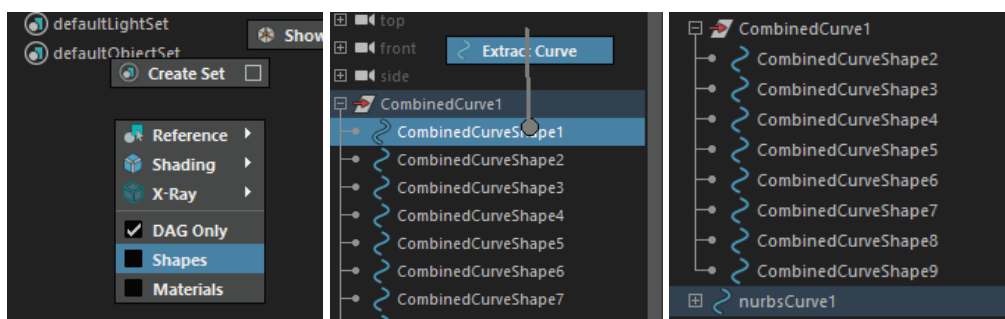 defaultLightSet
Show
defaultObjectSet
Create Set
Reference
Shading
X-Ray
DAG Only
Shapes
Materials
top
front
Extract Curve
side
CombinedCurve1
CombinedCurveShape1
CombinedCurveShape2
CombinedCurveShape3
CombinedCurveShape4
CombinedCurveShape5
CombinedCurveShape6
CombinedCurveShape7
CombinedCurve1
CombinedCurveShape2
CombinedCurveShape3
CombinedCurveShape4
CombinedCurveShape5
CombinedCurveShape6
CombinedCurveShape7
CombinedCurveShape8
CombinedCurveShape9
nurbsCurve1